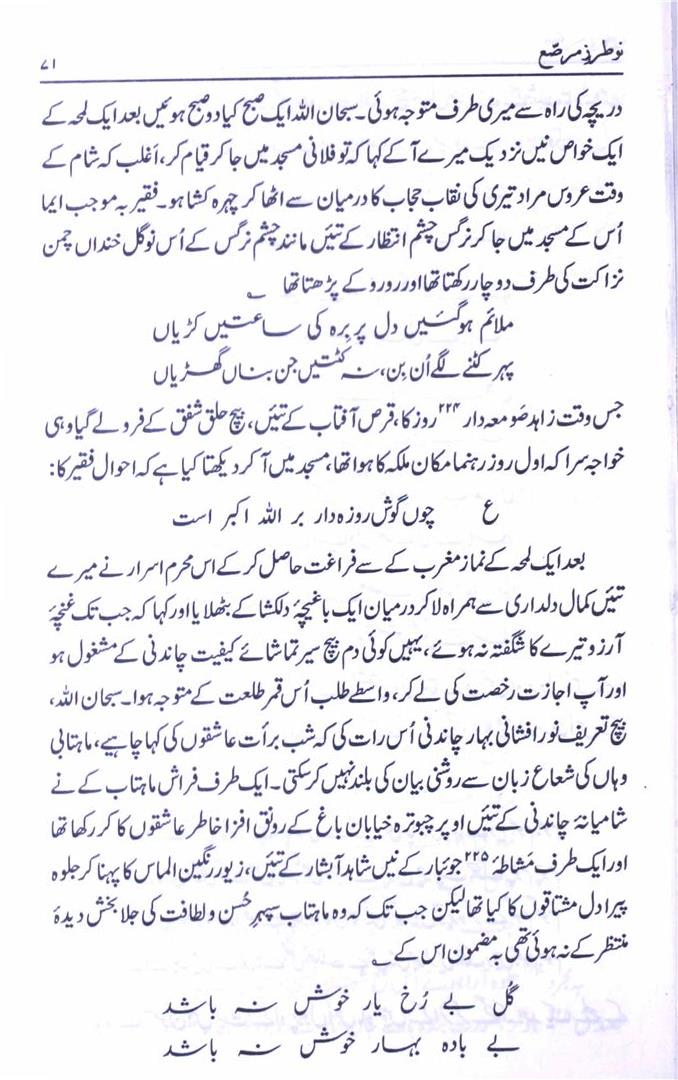 نو طرزِ مرصّع
۷۱
دریچہ کی راہ سے میری طرف متوجہ ہوئی۔ سبحان اللہ ایک صبح کیا دو صبح ہوئیں بعد ایک لمحہ کے
ایک خواص نیں نزدیک میرے آ کے کہا کہ تو فلانی مسجد میں جا کر قیام کر، اَغلب کہ شام کے
وقت عروس مراد تیری کی نقاب حجاب کا درمیان سے اٹھا کر چہرہ کشا ہو۔ فقیر بہ موجب ایما
اُس کے مسجد میں جا کر نرگس چشم انتظار کے تئیں مانند چشم نرگس کے اُس نو گل خنداں چمن
نزاکت کی طرف دوچار رکھتا تھا اور رو رو کے پڑھتا تھا ؎
ملائم ہو گئیں دل پر برہ کی ساعتیں کڑیاں
پہر کٹنے لگے اُن بن، نہ کٹتیں جن بناں گھڑیاں
جس وقت زاہد صَومعہ دار ۲۲۴ روز کا، قرص آفتاب کے تئیں، بیچ حلق شفق کے فرو لے گیا وہی
خواجہ سرا کہ اول روز رہنما مکان ملکہ کا ہوا تھا، مسجد میں آ کر دیکھتا کیا ہے کہ احوال فقیر کا:
ع چوں گوش روزہ دار بر اللہ اکبر است
بعد ایک لمحہ کے نماز مغرب کے سے فراغت حاصل کر کے اس محرم اسرار نے میرے
تئیں کمال دلداری سے ہمراہ لا کر درمیان ایک باغیچۂ دلکشا کے بٹھلایا اور کہا کہ جب تک غنچۂ
آرزو تیرے کا شگفتہ نہ ہوئے، یہیں کوئی دم بیچ سیر تماشائے کیفیت چاندنی کے مشغول ہو
اور آپ اجازت رخصت کی لے کر، واسطے طلب اُس قمر طلعت کے متوجہ ہوا۔ سبحان اللہ،
بیچ تعریف نور افشانی بہار چاندنی اُس رات کی کہ شب برأت عاشقوں کی کہا چاہیے، ماہتابی
وہاں کی شعاع زبان سے روشنی بیان کی بلند نہیں کر سکتی۔ ایک طرف فراش ماہتاب کے نے
شامیانۂ چاندنی کے تئیں اوپر چبوترہ خیابان باغ کے رونق افزا خاطر عاشقوں کا کر رکھا تھا
اور ایک طرف مَشاطۂ ۲۲۵ جوئبار کے نیں شاہد آبشار کے تئیں، زیور رنگین الماس کا پہنا کر جلوہ
پیرا دل مشتاقوں کا کیا تھا لیکن جب تک کہ وہ ماہتاب سپہر حُسن و لطافت کی جلا بخش دیدۂ
منتظر کے نہ ہوئی تھی بہ مضمون اس کے ؎
گُل بے رُخ یار خوش نہ باشد
بے بادہ بہار خوش نہ باشد